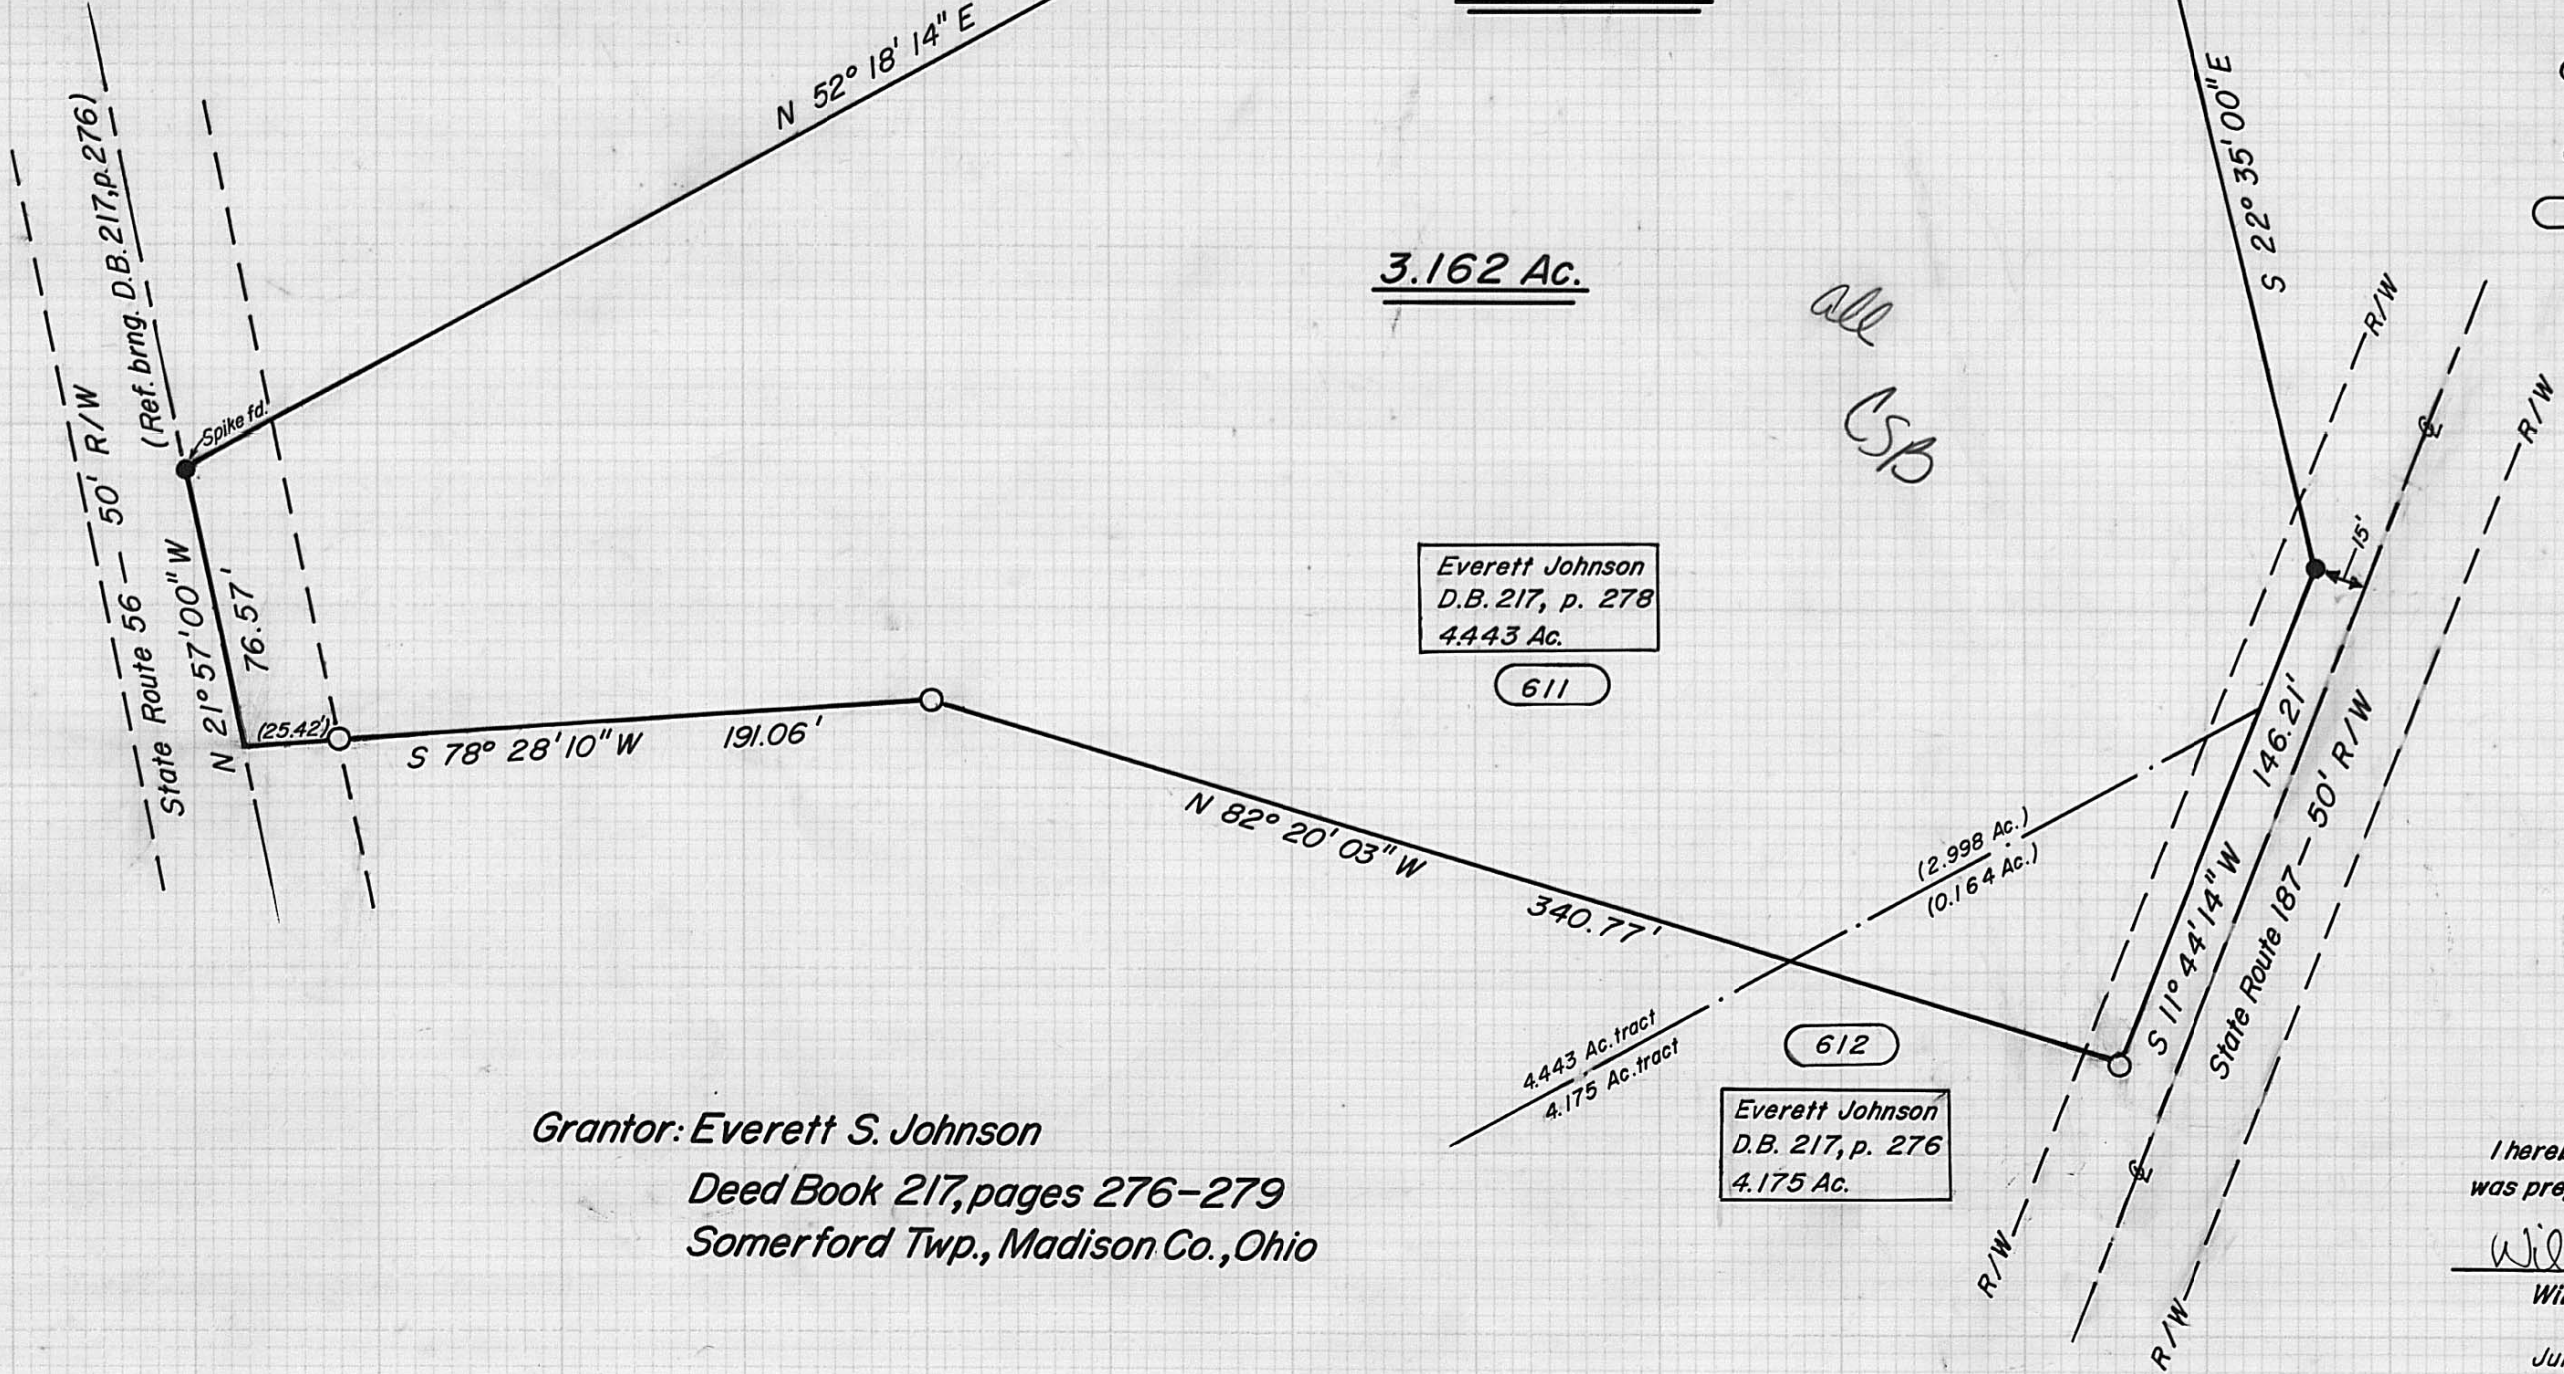 N 52° 18' 14" E
S 22° 35' 00" E
(Ref. brng. D.B. 217, p. 276)
3.162 Ac.
all
CSB
R/W
R/W
Spike fd.
State Route 56 — 50' R/W
N 21° 57' 00" W
76.57'
15'
Everett Johnson
D.B. 217, p. 278
4.443 Ac.
611
(25.42')
S 78° 28' 10" W
191.06'
N 82° 20' 03" W
340.77'
146.21'
S 11° 44' 14" W
State Route 187 — 50' R/W
(2.998 Ac.)
(0.164 Ac.)
4.443 Ac. tract
4.175 Ac. tract
612
Everett Johnson
D.B. 217, p. 276
4.175 Ac.
Grantor: Everett S. Johnson
Deed Book 217, pages 276-279
Somerford Twp., Madison Co., Ohio
R/W
R/W
I
was